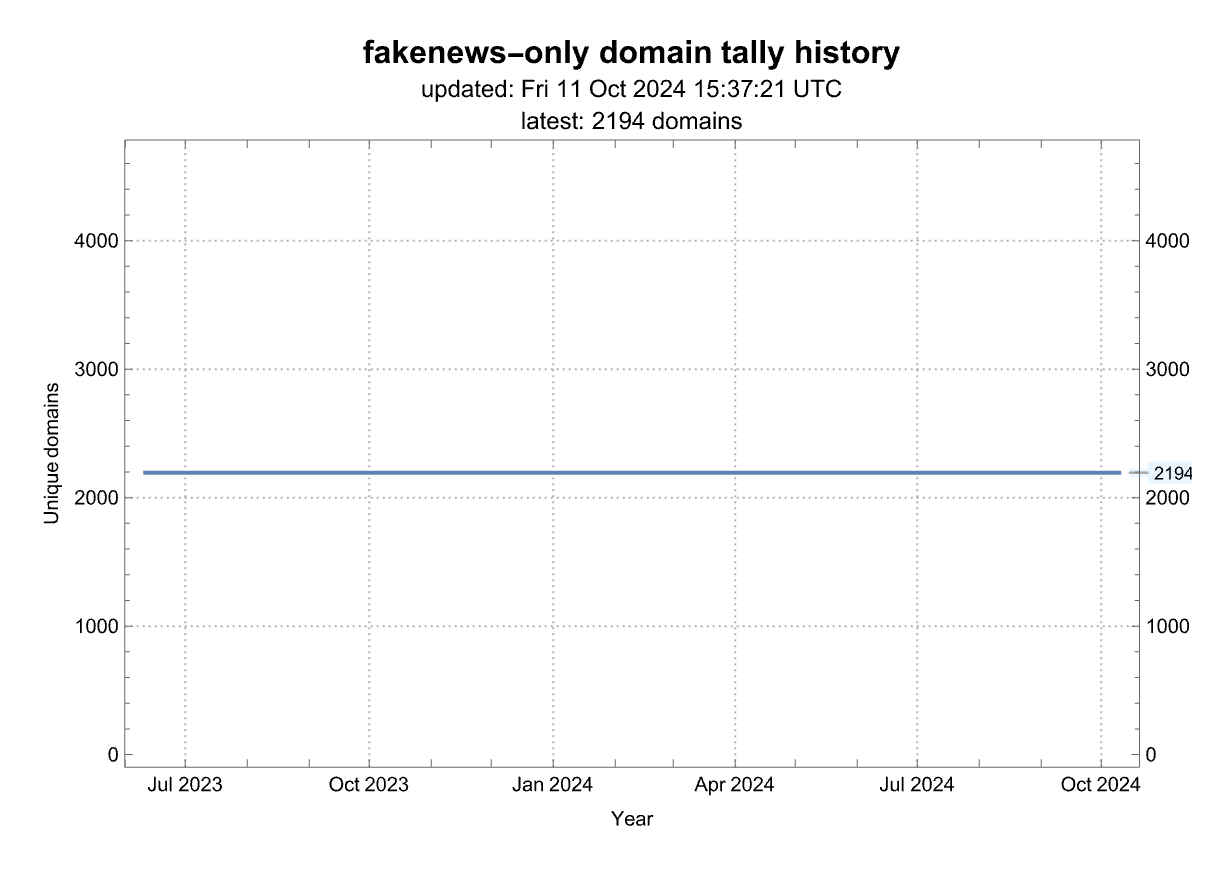 fakenews–only domain tally history
updated: Fri 11 Oct 2024 15:37:21 UTC
latest: 2194 domains
Unique domains
4000
3000
2000
1000
0
4000
3000
2194
2000
1000
0
Jul 2023
Oct 2023
Jan 2024
Apr 2024
Jul 2024
Oct 2024
Year